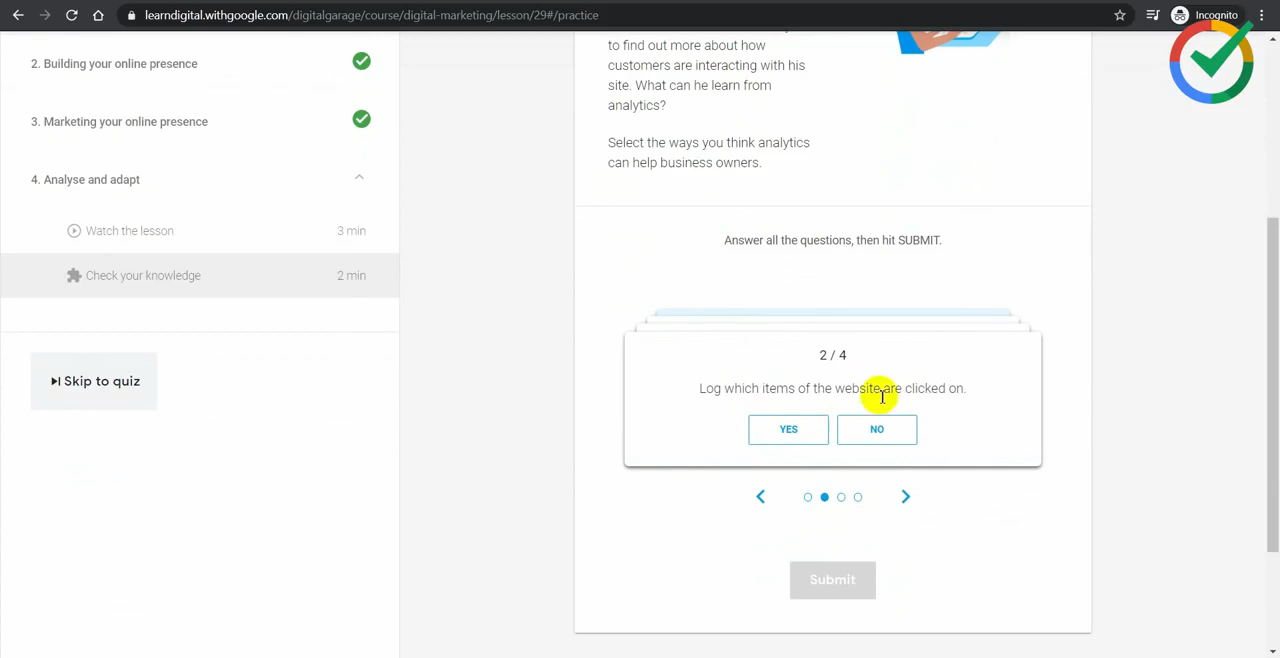 learndigital.withgoogle.com/digitalgarage/course/digital-marketing/lesson/29#/practice
Incognito
2. Building your online presence
3. Marketing your online presence
4. Analyse and adapt
Watch the lesson
3 min
Check your knowledge
2 min
Skip to quiz
to find out more about how
customers are interacting with his
site. What can he learn from
analytics?
Select the ways you think analytics
can help business owners.
Answer all the questions, then hit SUBMIT.
2 / 4
Log which items of the website are clicked on.
YES
NO
Submit